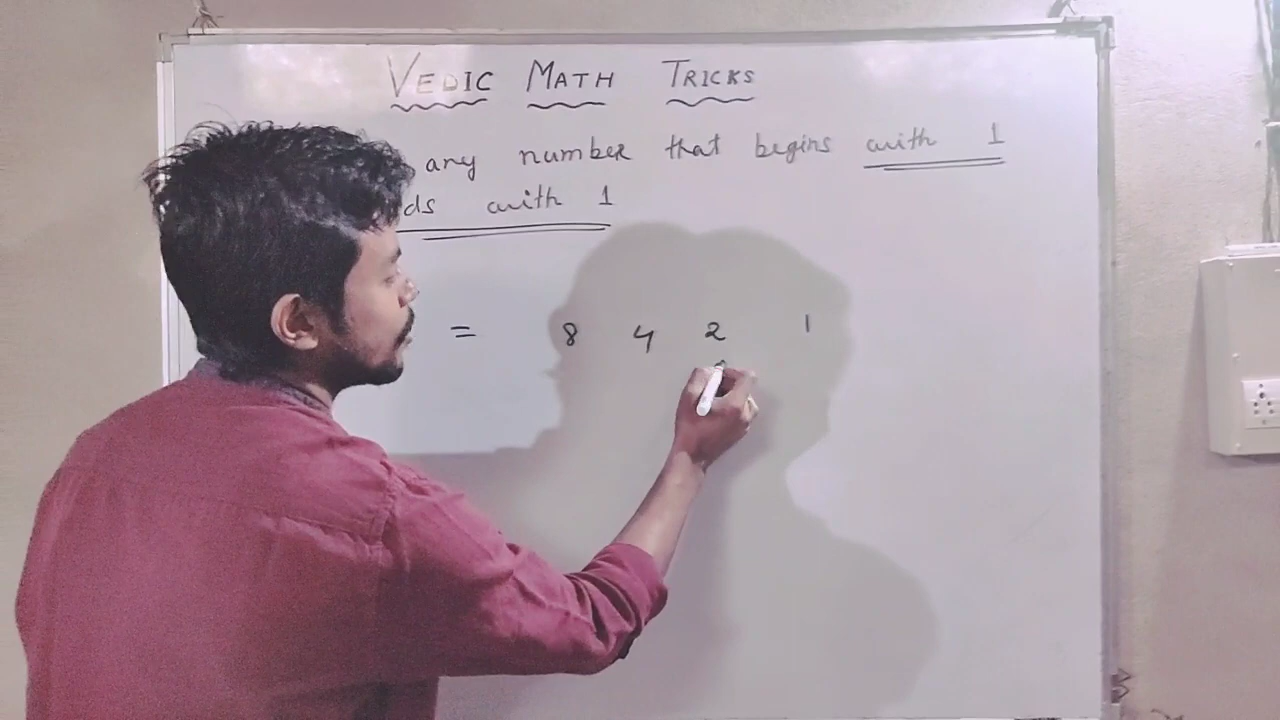 VEDIC MATH TRICKS
any number that begins with 1
ds with 1
= 8 4 2 1